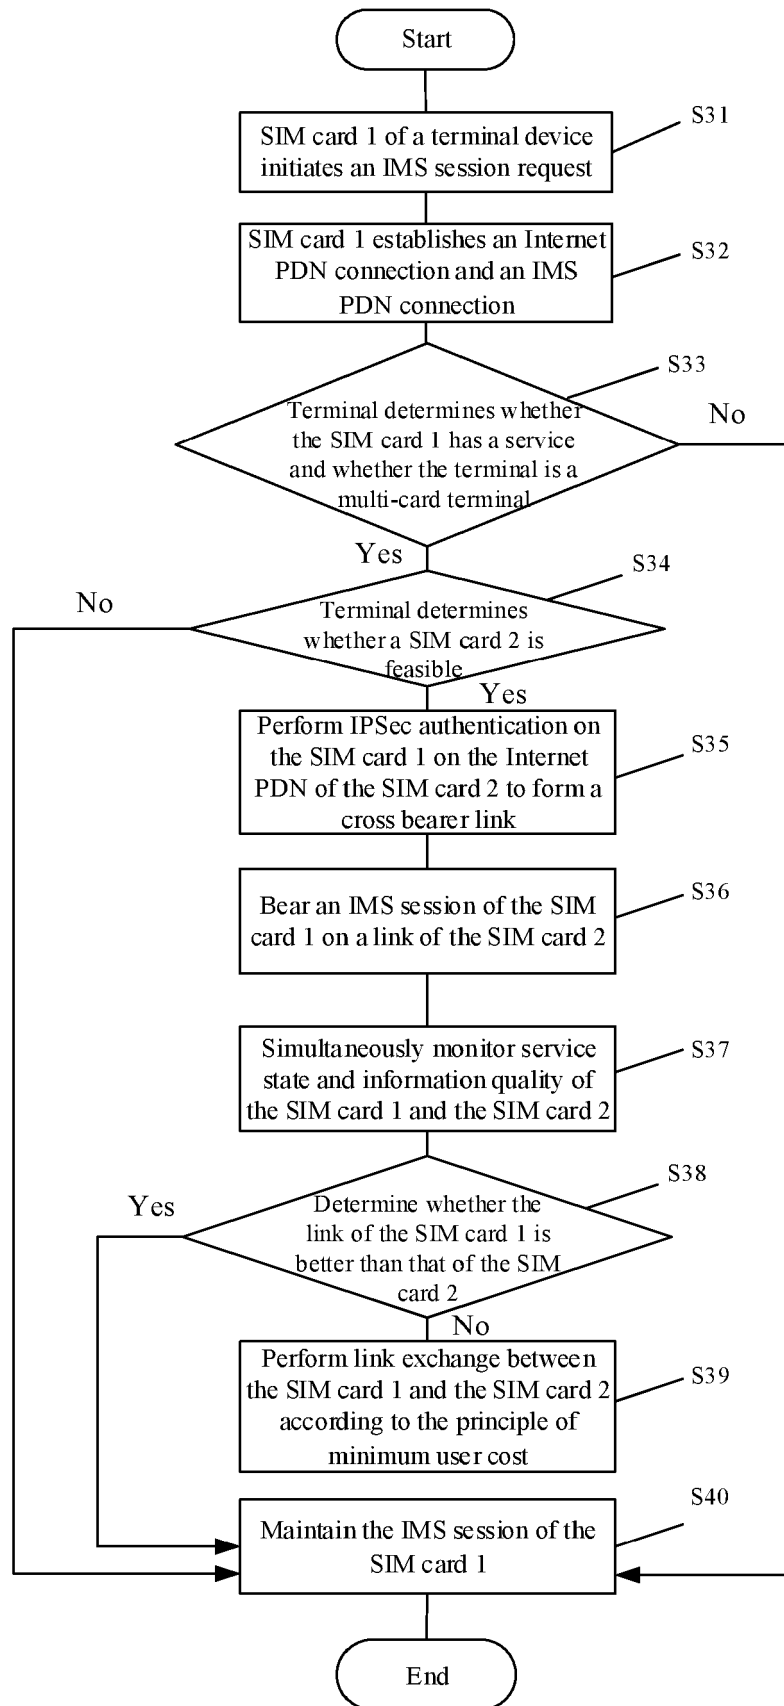 Start
S31
SIM card 1 of a terminal device
initiates an IMS session request
SIM card 1 establishes an Internet
PDN connection and an IMS
PDN connection
S32
S33
Terminal determines whether
the SIM card 1 has a service
and whether the terminal is a
multi-card terminal
No
Yes
S34
No
Terminal determines
whether a SIM card 2 is
feasible
Yes
Perform IPSec authentication on
the SIM card 1 on the Internet
PDN of the SIM card 2 to form a
cross bearer link
S35
Bear an IMS session of the SIM
card 1 on a link of the SIM card 2
S36
Simultaneously monitor service
state and information quality of
the SIM card 1 and the SIM card 2
S37
S38
Yes
Determine whether the
link of the SIM card 1 is
better than that of the SIM
card 2
No
Perform link exchange between
the SIM card 1 and the SIM card 2
according to the principle of
minimum user cost
S39
S40
Maintain the IMS session of the
SIM card 1
End